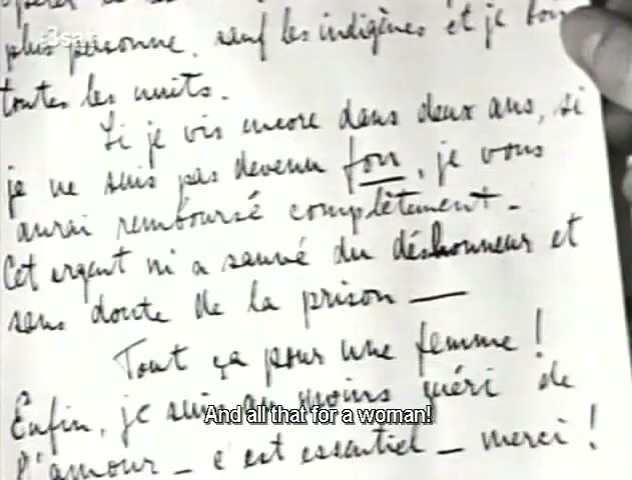 3sat
plus personne, sauf les indigènes et je bois
toutes les nuits.
Si je vis encore dans deux ans, si
je ne suis pas devenu fou, je vous
aurai remboursé complètement.
Cet argent m'a sauvé du déshonneur et
sans doute de la prison —
Tout ça pour une femme !
Enfin, je suis au moins guéri de
And all that for a woman!
l'amour — c'est essentiel — merci !